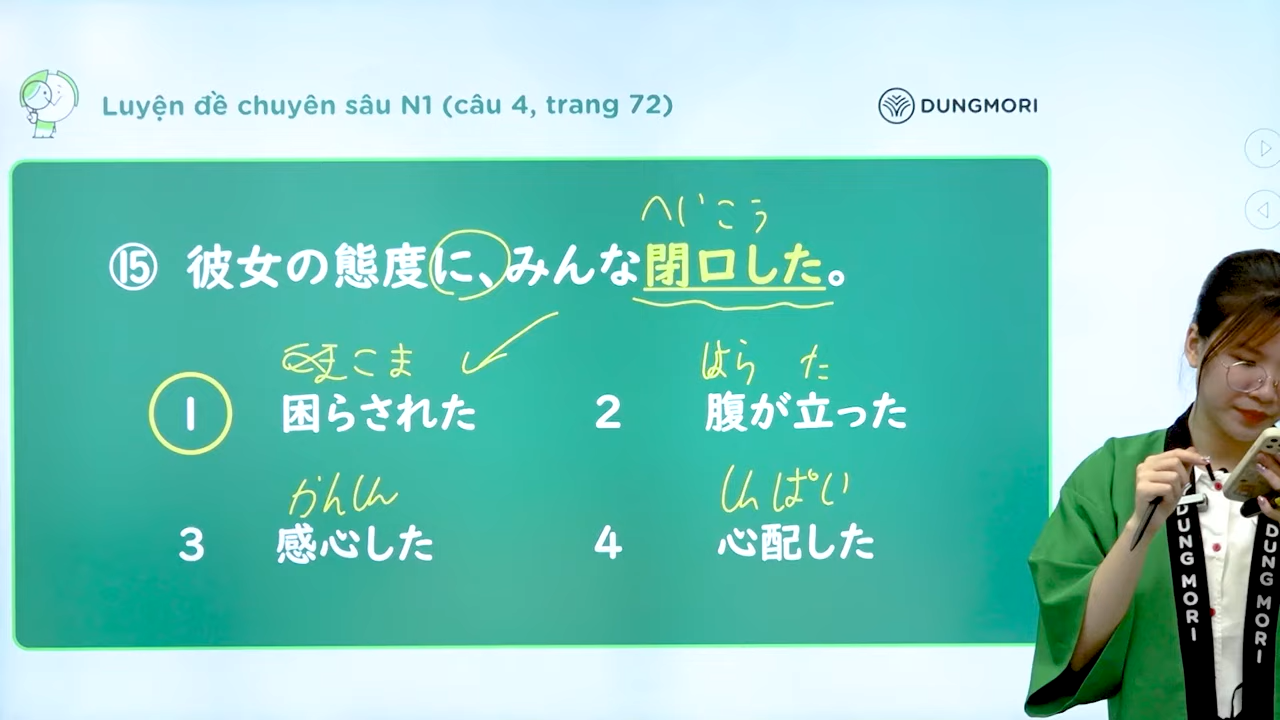 Luyện đề chuyên sâu N1 (câu 4, trang 72)
DUNGMORI
へいこう
⑮ 彼女の態度に、みんな閉口した。
こま
はら た
1 困らされた
2 腹が立った
かんしん
しんぱい
3 感心した
4 心配した
DUNG MORI
DUNG MORI